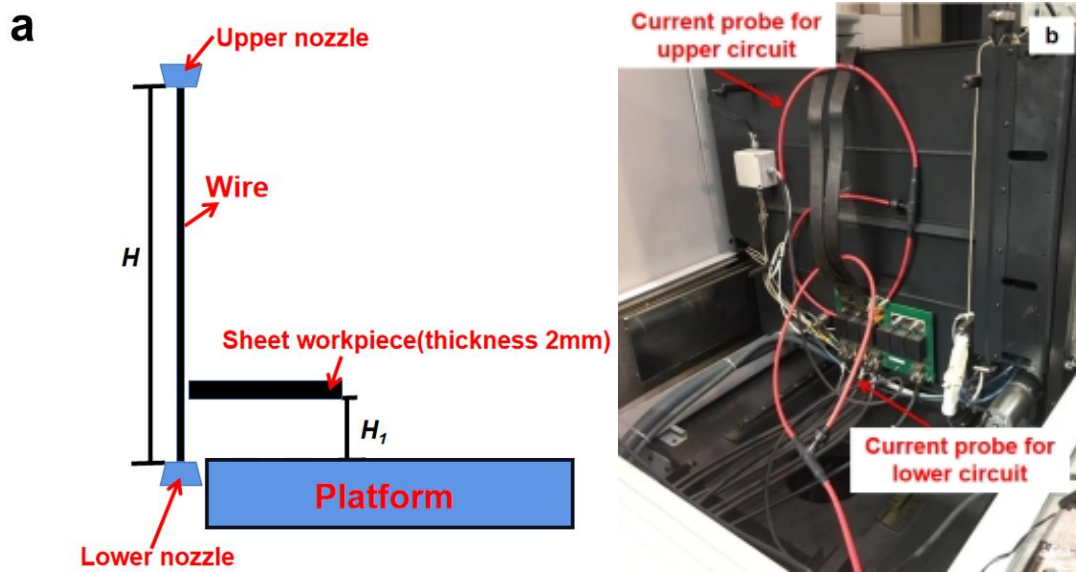 a
Upper nozzle
Wire
H
Sheet workpiece(thickness 2mm)
H1
Platform
Lower nozzle
Current probe for
upper circuit
b
Current probe for
lower circuit